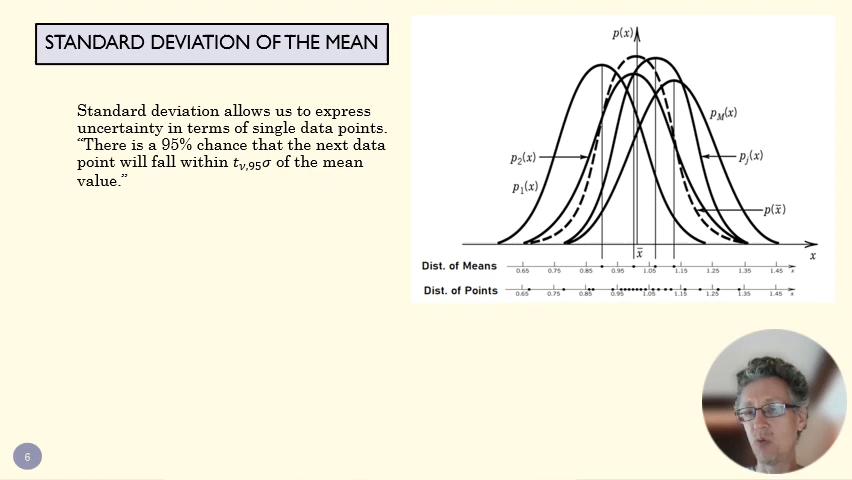 STANDARD DEVIATION OF THE MEAN
Standard deviation allows us to express
uncertainty in terms of single data points.
“There is a 95% chance that the next data
point will fall within tν,95σ of the mean
value.”
p(x)
pM(x)
p2(x)
pj(x)
p1(x)
p(x̄)
x̿
x
Dist. of Means
0.65 0.75 0.85 0.95 1.05 1.15 1.25 1.35 1.45 x
Dist. of Points
0.65 0.75 0.85 0.95 1.05 1.15 1.25 1.35 1.45 x
6